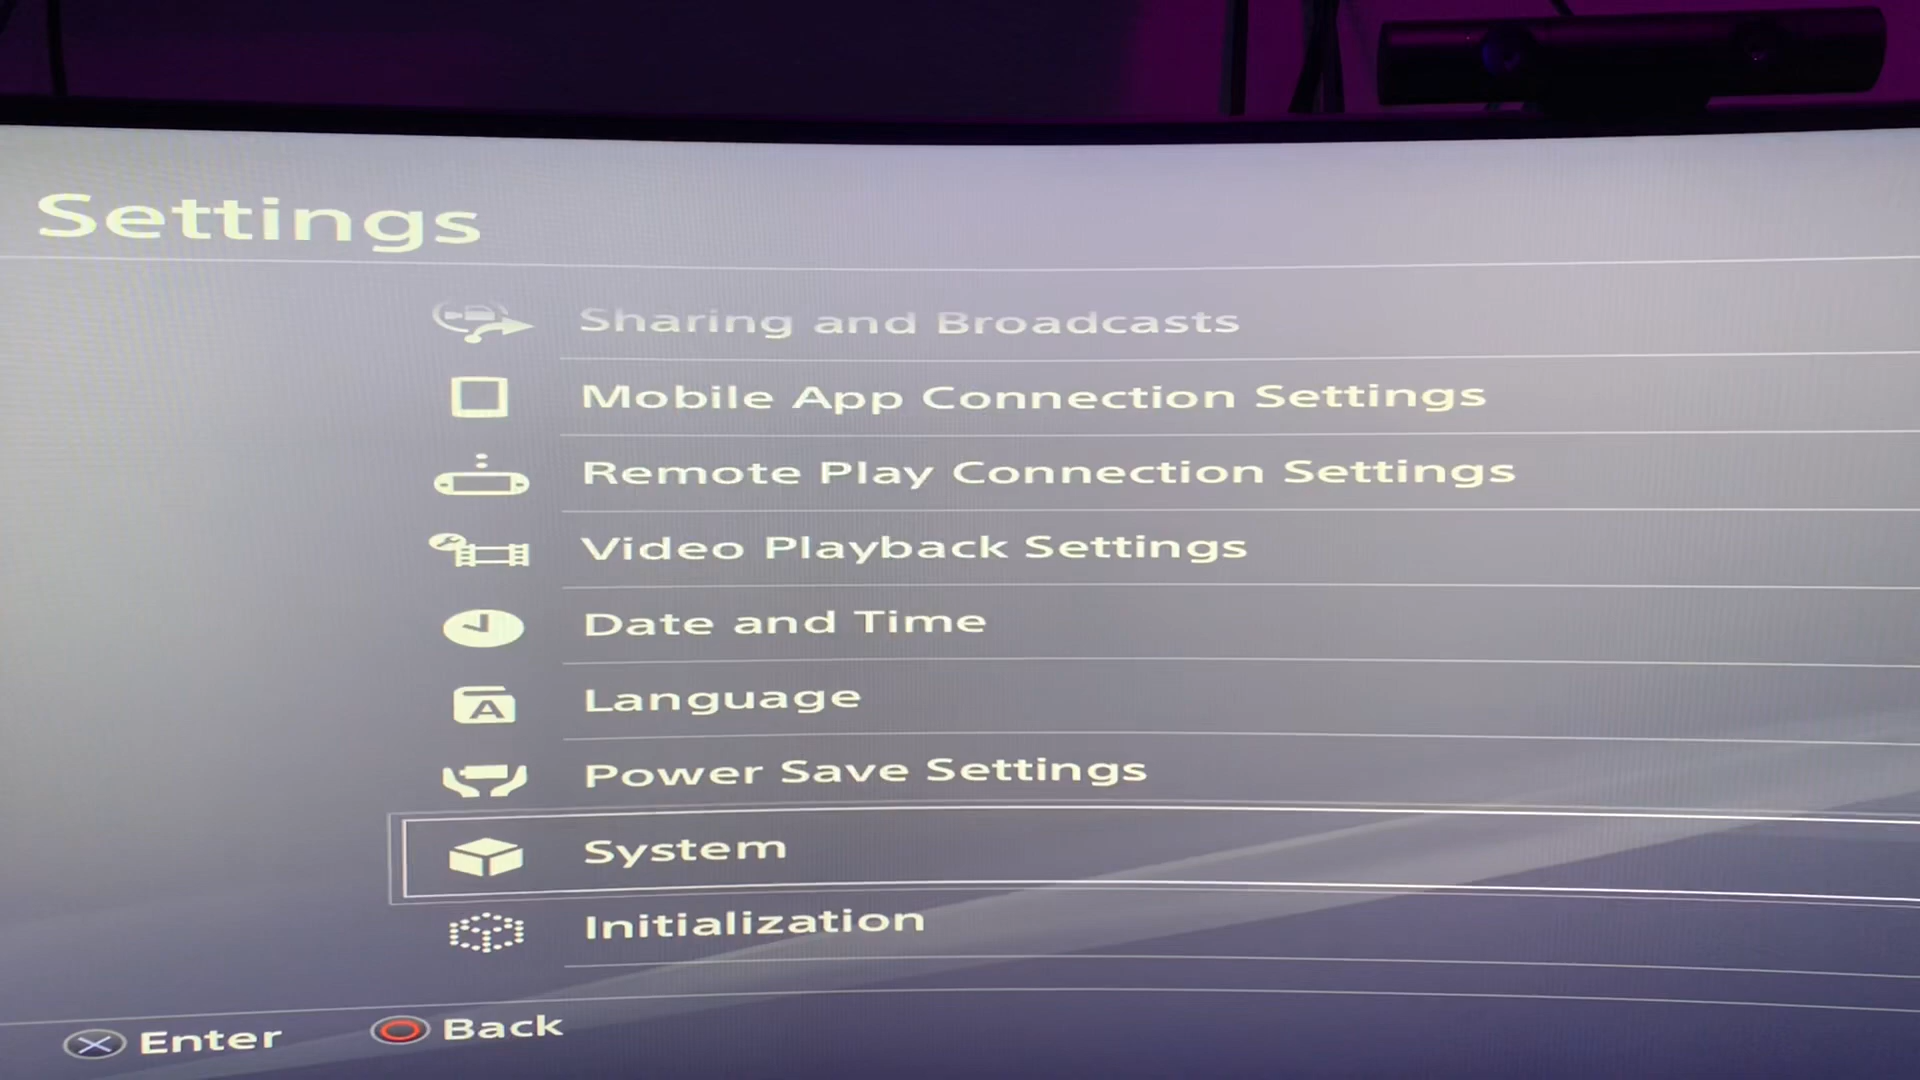 Settings
Sharing and Broadcasts
Mobile App Connection Settings
Remote Play Connection Settings
Video Playback Settings
Date and Time
Language
Power Save Settings
System
Initialization
Enter Back